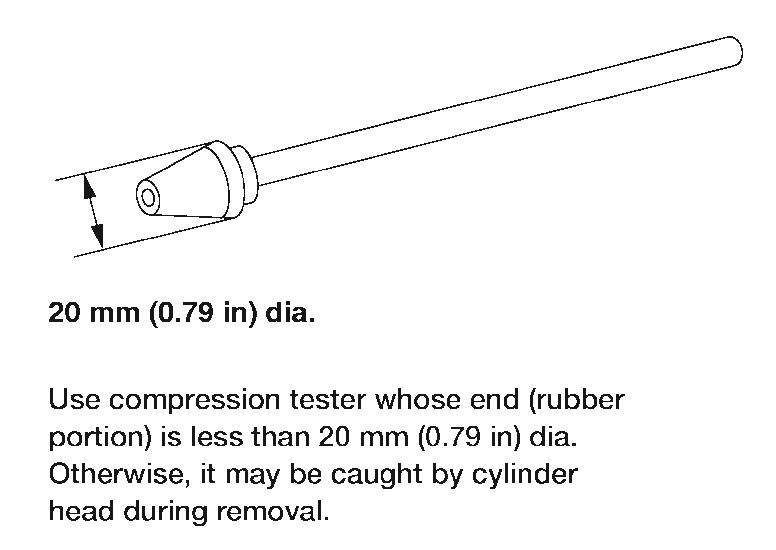 20 mm (0.79 in) dia.
Use compression tester whose end (rubber
portion) is less than 20 mm (0.79 in) dia.
Otherwise, it may be caught by cylinder
head during removal.